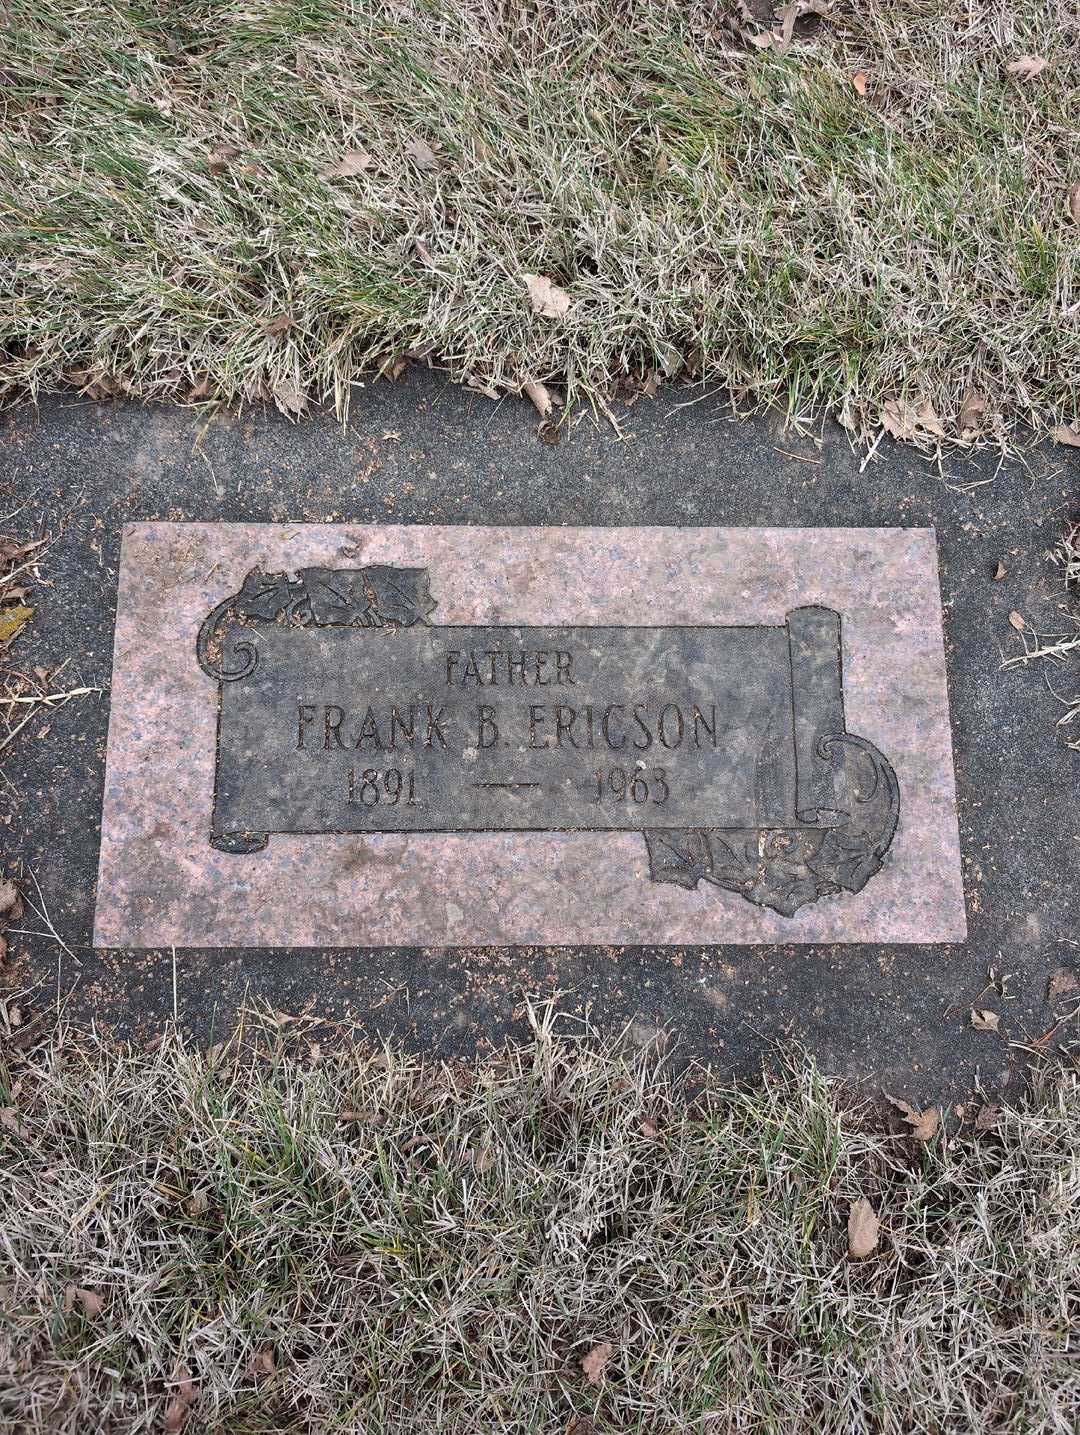 FATHER
FRANK B. ERICSON
1891 — 1963